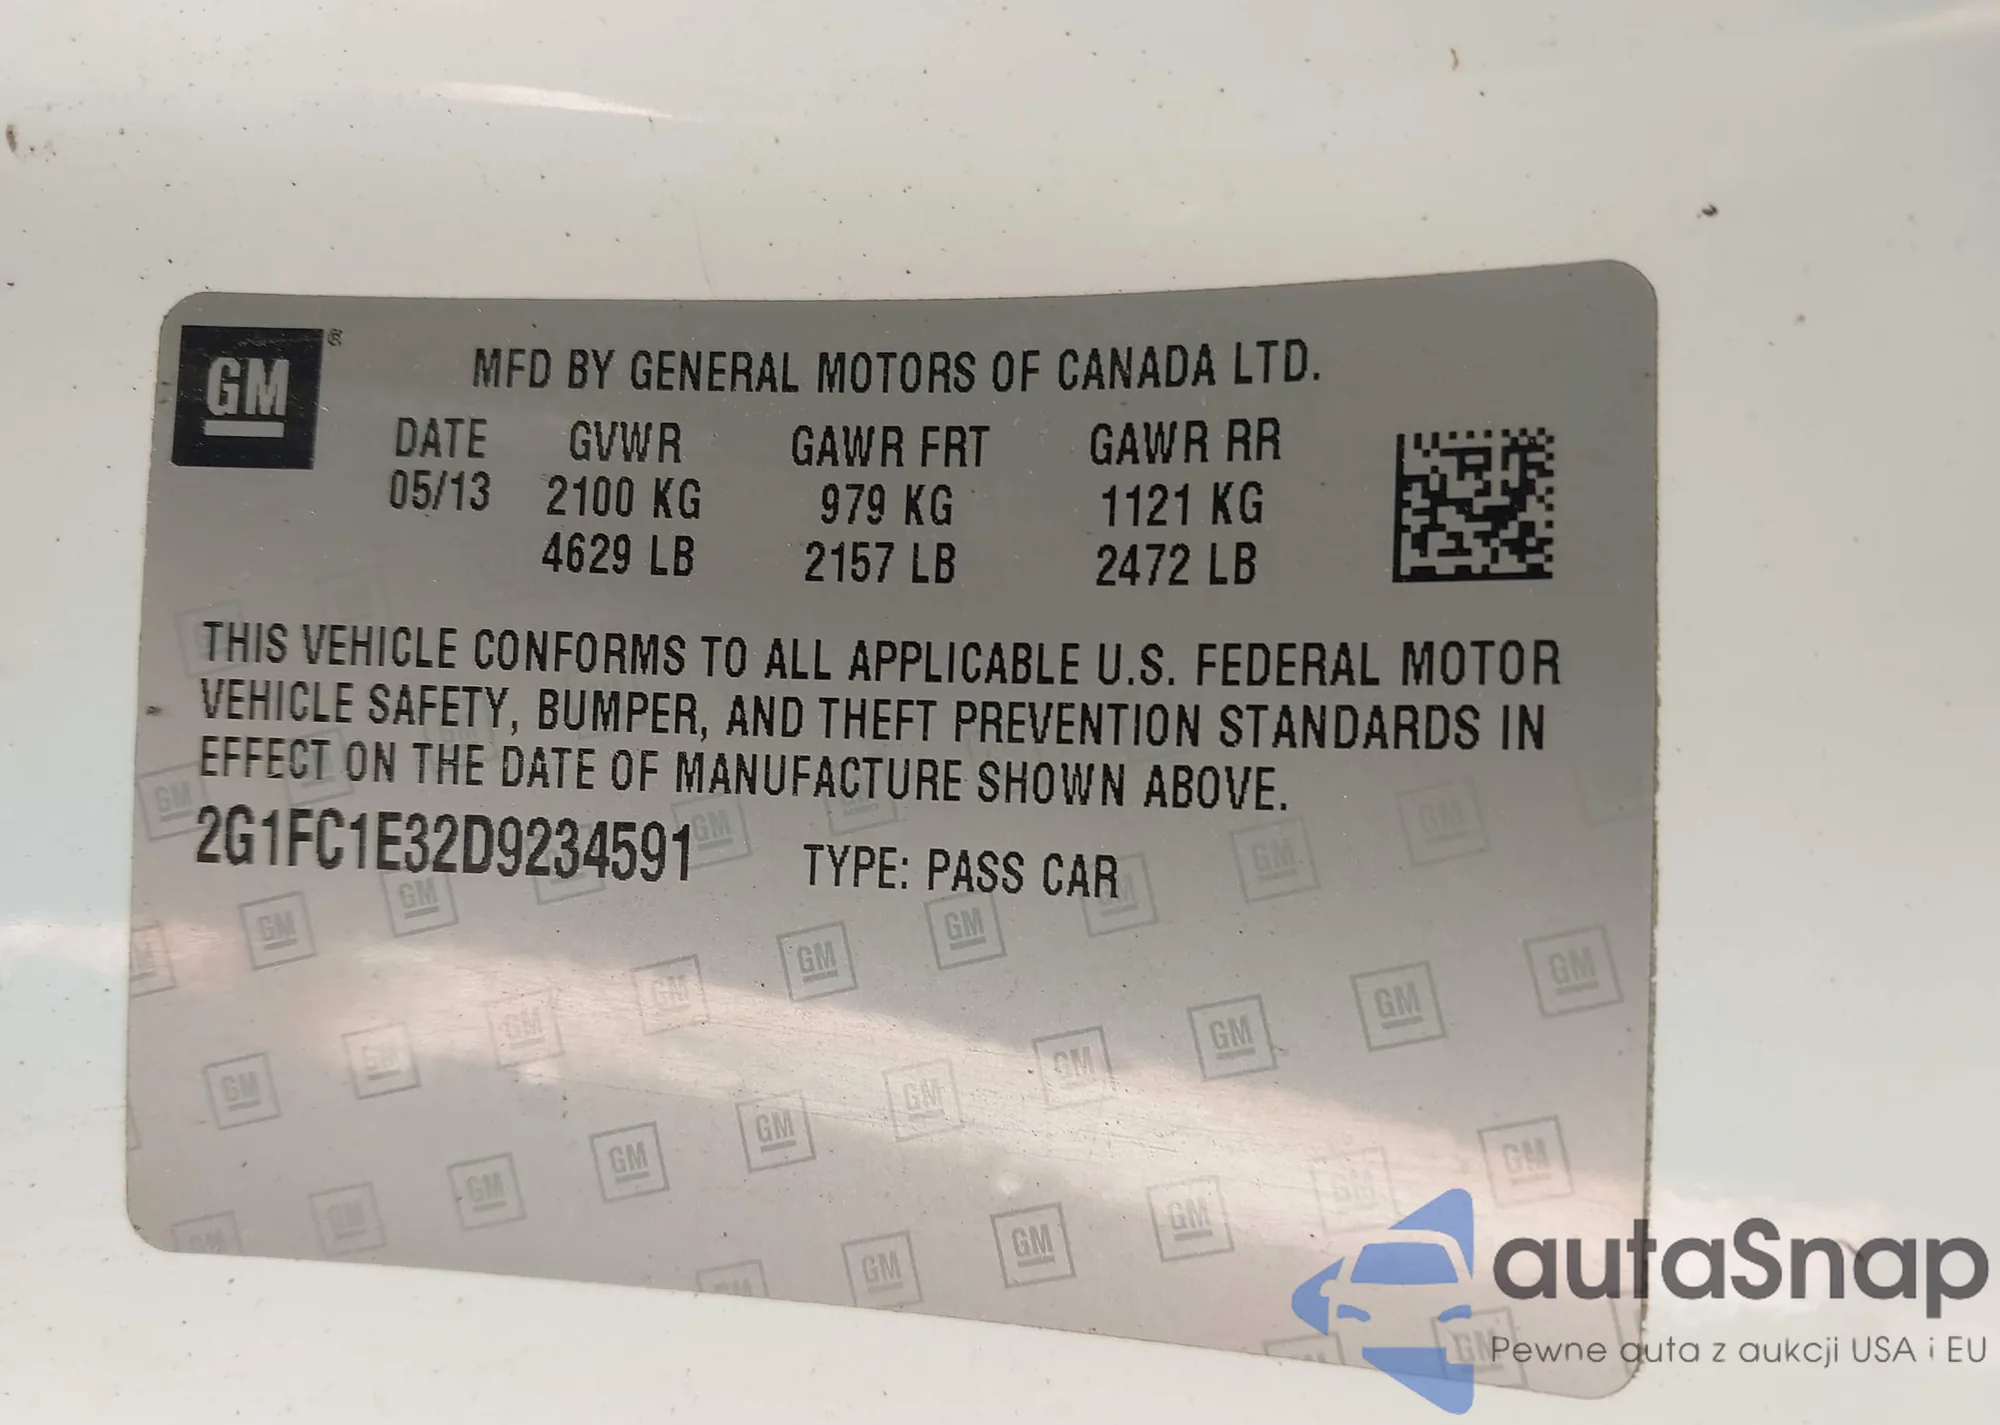 GM ®
MFD BY GENERAL MOTORS OF CANADA LTD.
DATE GVWR GAWR FRT GAWR RR
05/13 2100 KG 979 KG 1121 KG
4629 LB 2157 LB 2472 LB
THIS VEHICLE CONFORMS TO ALL APPLICABLE U.S. FEDERAL MOTOR
VEHICLE SAFETY, BUMPER, AND THEFT PREVENTION STANDARDS IN
EFFECT ON THE DATE OF MANUFACTURE SHOWN ABOVE.
2G1FC1E32D9234591 TYPE: PASS CAR
autaSnap
Pewne auta z aukcji USA i EU